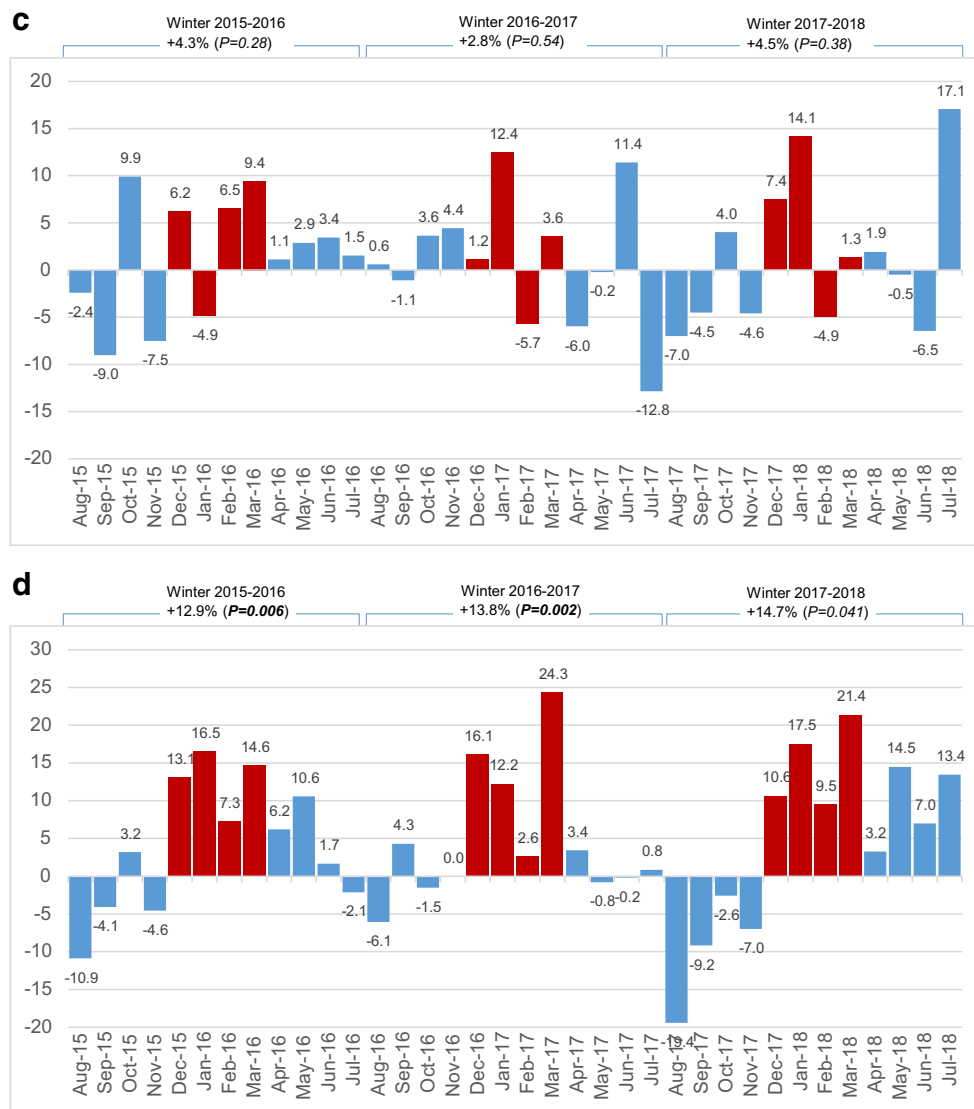 c
Winter 2015-2016
+4.3% (P=0.28)
Winter 2016-2017
+2.8% (P=0.54)
Winter 2017-2018
+4.5% (P=0.38)
20
15
10
5
0
-5
-10
-15
-20
-2.4
-9.0
9.9
-7.5
6.2
-4.9
6.5
9.4
1.1
2.9
3.4
1.5
0.6
-1.1
3.6
4.4
1.2
12.4
-5.7
3.6
-6.0
-0.2
11.4
-12.8
-7.0
-4.5
4.0
-4.6
7.4
14.1
-4.9
1.3
1.9
-0.5
-6.5
17.1
Aug-15
Sep-15
Oct-15
Nov-15
Dec-15
Jan-16
Feb-16
Mar-16
Apr-16
May-16
Jun-16
Jul-16
Aug-16
Sep-16
Oct-16
Nov-16
Dec-16
Jan-17
Feb-17
Mar-17
Apr-17
May-17
Jun-17
Jul-17
Aug-17
Sep-17
Oct-17
Nov-17
Dec-17
Jan-18
Feb-18
Mar-18
Apr-18
May-18
Jun-18
Jul-18
d
Winter 2015-2016
+12.9% (P=0.006)
Winter 2016-2017
+13.8% (P=0.002)
Winter 2017-2018
+14.7% (P=0.041)
30
25
20
15
10
5
0
-5
-10
-15
-20
-10.9
-4.1
3.2
-4.6
13.1
16.5
7.3
14.6
6.2
10.6
1.7
-2.1
-6.1
4.3
-1.5
0.0
16.1
12.2
2.6
24.3
3.4
-0.8
-0.2
0.8
-19.4
-9.2
-2.6
-7.0
10.6
17.5
9.5
21.4
3.2
14.5
7.0
13.4
Aug-15
Sep-15
Oct-15
Nov-15
Dec-15
Jan-16
Feb-16
Mar-16
Apr-16
May-16
Jun-16
Jul-16
Aug-16
Sep-16
Oct-16
Nov-16
Dec-16
Jan-17
Feb-17
Mar-17
Apr-17
May-17
Jun-17
Jul-17
Aug-17
Sep-17
Oct-17
Nov-17
Dec-17
Jan-18
Feb-18
Mar-18
Apr-18
May-18
Jun-18
Jul-18